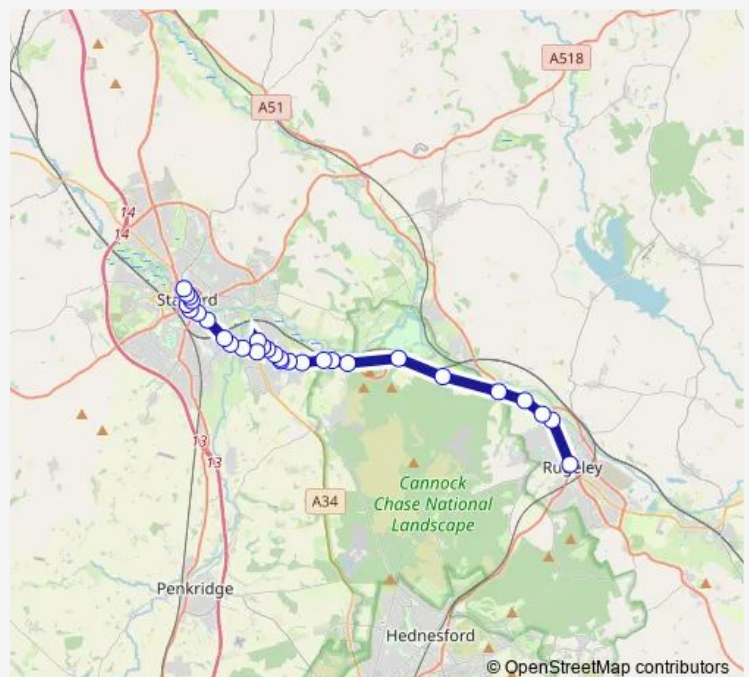 A518
A51
14
14
Stafford
13
13
Rugeley
Cannock
Chase National
Landscape
A34
Penkridge
Hednesford
© OpenStreetMap contributors